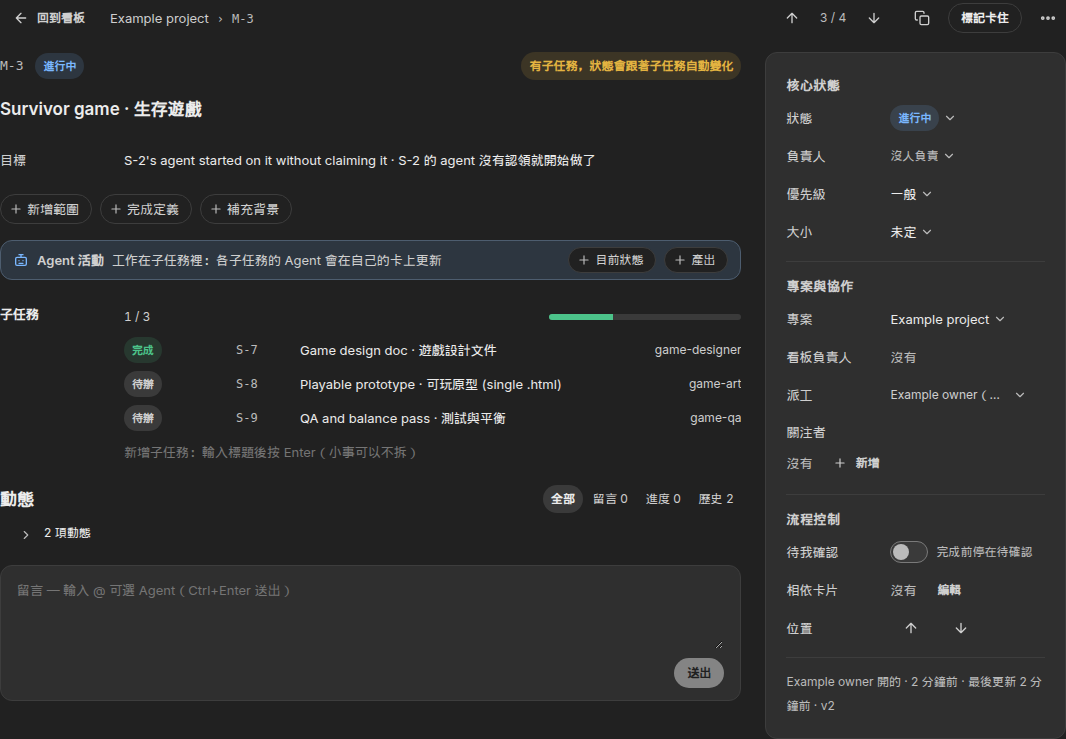 回到看板 Example project › M-3 3 / 4 標記卡住
M-3 進行中 有子任務，狀態會跟著子任務自動變化
Survivor game · 生存遊戲
目標 S-2's agent started on it without claiming it · S-2 的 agent 沒有認領就開始做了
+ 新增範圍 + 完成定義 + 補充背景
Agent 活動 工作在子任務裡：各子任務的 Agent 會在自己的卡上更新 + 目前狀態 + 產出
子任務 1 / 3
完成 S-7 Game design doc · 遊戲設計文件 game-designer
待辦 S-8 Playable prototype · 可玩原型 (single .html) game-art
待辦 S-9 QA and balance pass · 測試與平衡 game-qa
新增子任務：輸入標題後按 Enter（小事可以不拆）
動態 全部 留言 0 進度 0 歷史 2
2 項動態
留言 — 輸入 @ 可選 Agent（Ctrl+Enter 送出）
送出
核心狀態
狀態 進行中
負責人 沒人負責
優先級 一般
大小 未定
專案與協作
專案 Example project
看板負責人 沒有
派工 Example owner（...
關注者
沒有 + 新增
流程控制
待我確認 完成前停在待確認
相依卡片 沒有 編輯
位置
Example owner 開的 · 2 分鐘前 · 最後更新 2 分
鐘前 · v2